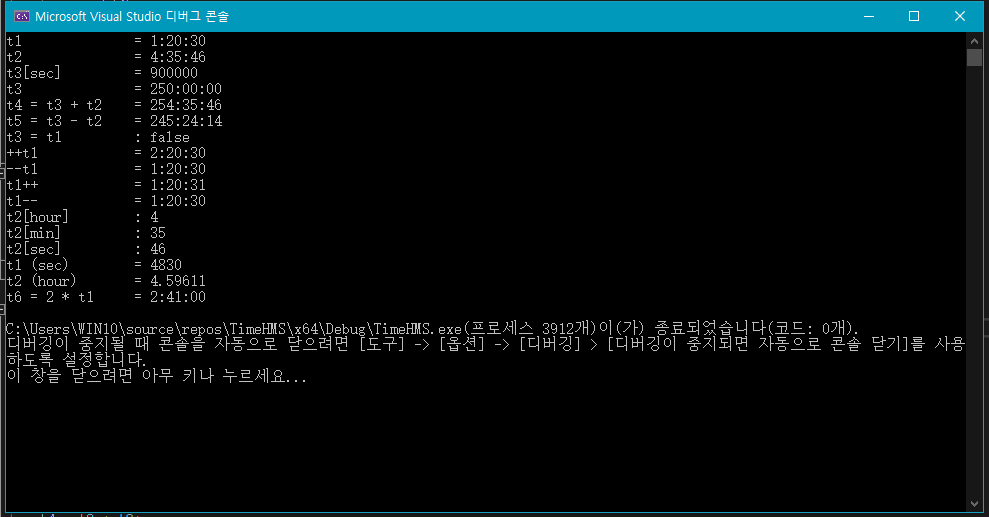 Microsoft Visual Studio 디버그 콘솔
t1 = 1:20:30
t2 = 4:35:46
t3[sec] = 900000
t3 = 250:00:00
t4 = t3 + t2 = 254:35:46
t5 = t3 - t2 = 245:24:14
t3 = t1 : false
++t1 = 2:20:30
--t1 = 1:20:30
t1++ = 1:20:31
t1-- = 1:20:30
t2[hour] : 4
t2[min] : 35
t2[sec] : 46
t1 (sec) = 4830
t2 (hour) = 4.59611
t6 = 2 * t1 = 2:41:00
C:\Users\WIN10\source\repos\TimeHMS\x64\Debug\TimeHMS.exe(프로세스 3912개)이(가) 종료되었습니다(코드: 0개).
디버깅이 중지될 때 콘솔을 자동으로 닫으려면 [도구] -> [옵션] -> [디버깅] > [디버깅이 중지되면 자동으로 콘솔 닫기]를 사용
하도록 설정합니다.
이 창을 닫으려면 아무 키나 누르세요...